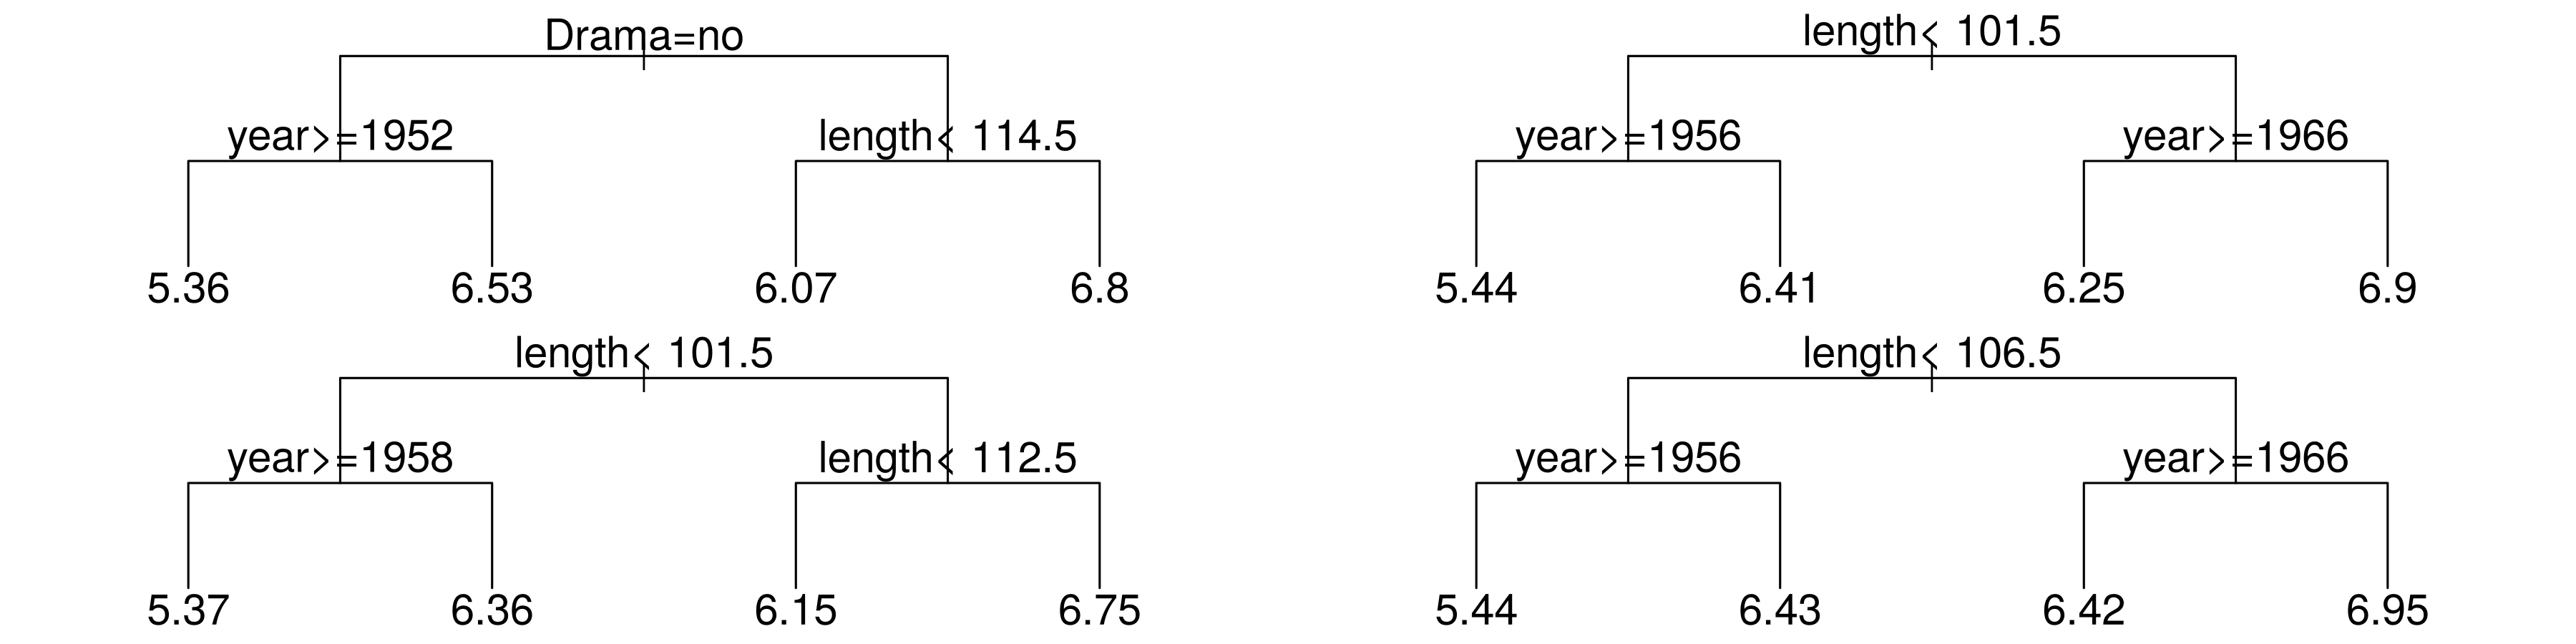 Drama=no
year>=1952
length< 114.5
5.36
6.53
6.07
6.8
length< 101.5
year>=1956
year>=1966
5.44
6.41
6.25
6.9
length< 101.5
year>=1958
length< 112.5
5.37
6.36
6.15
6.75
length< 106.5
year>=1956
year>=1966
5.44
6.43
6.42
6.95